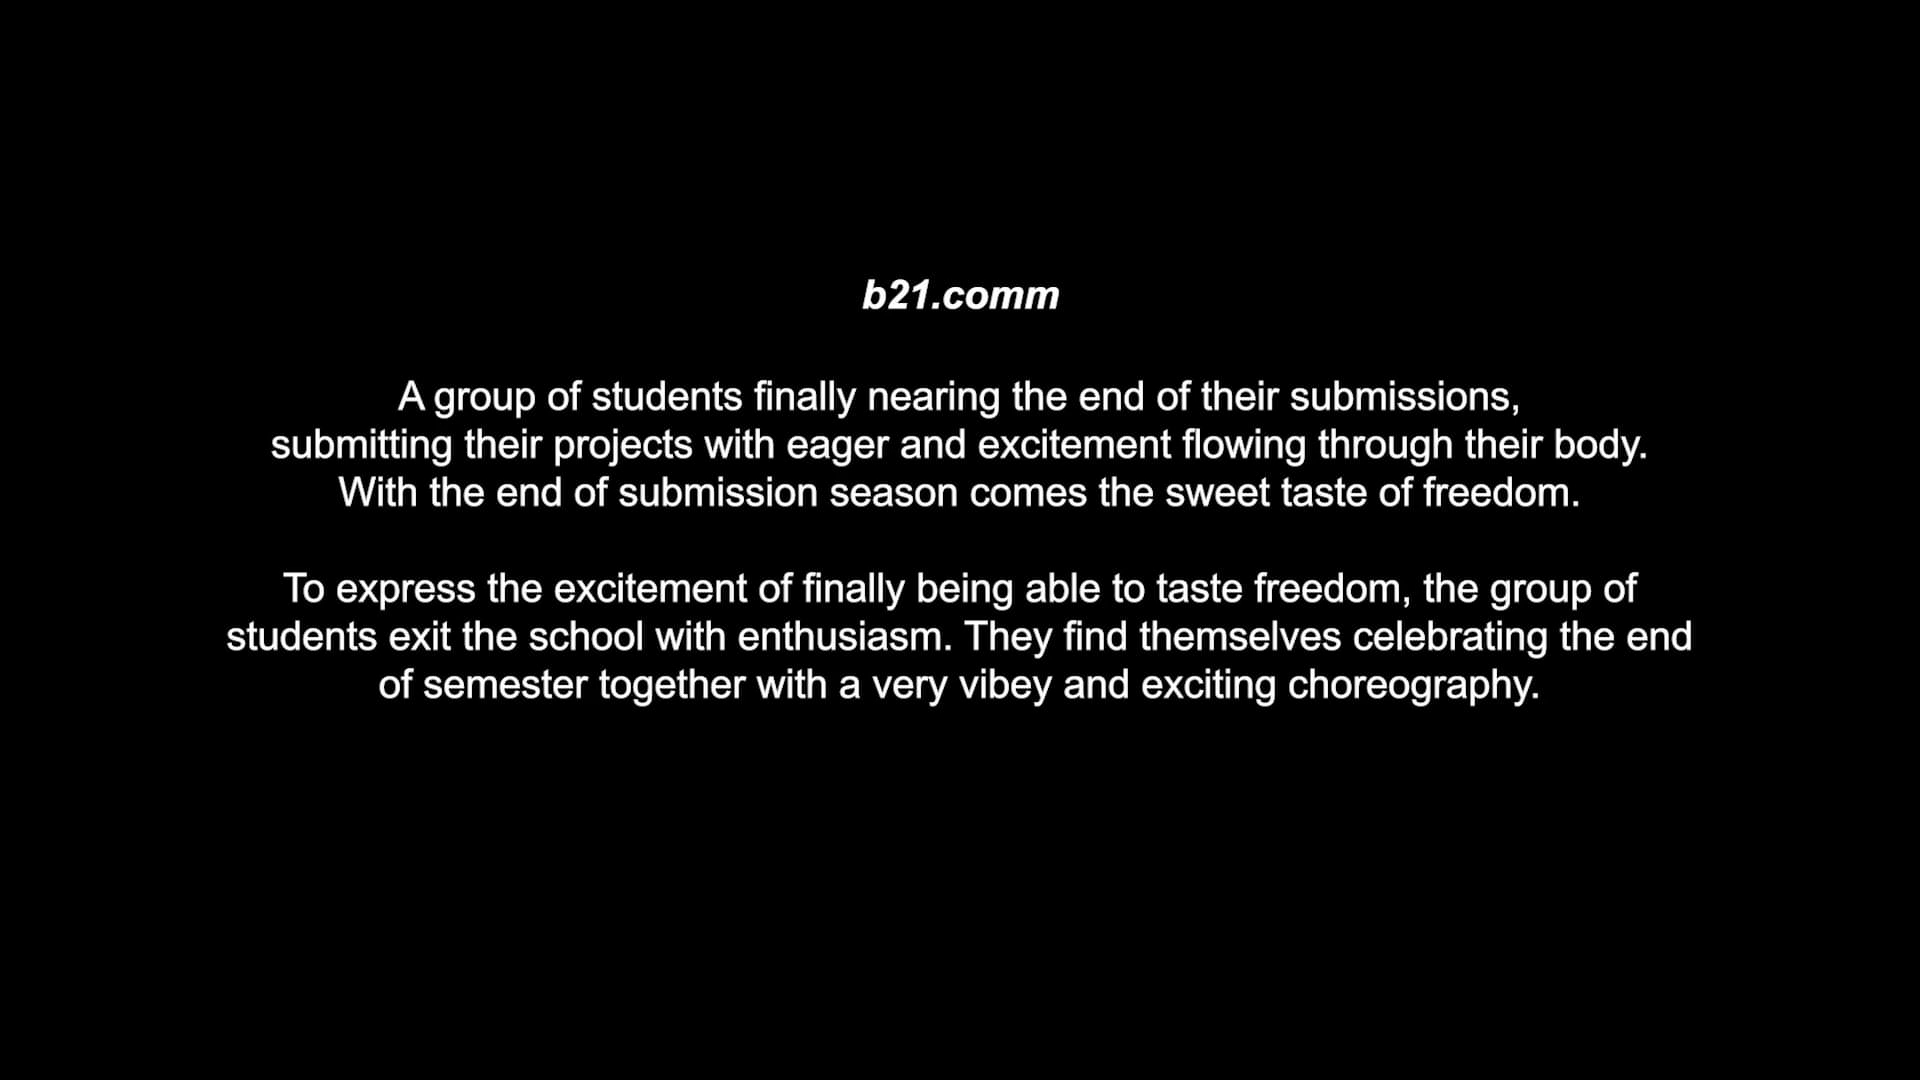 b21.comm
A group of students finally nearing the end of their submissions,
submitting their projects with eager and excitement flowing through their body.
With the end of submission season comes the sweet taste of freedom.
To express the excitement of finally being able to taste freedom, the group of
students exit the school with enthusiasm. They find themselves celebrating the end
of semester together with a very vibey and exciting choreography.